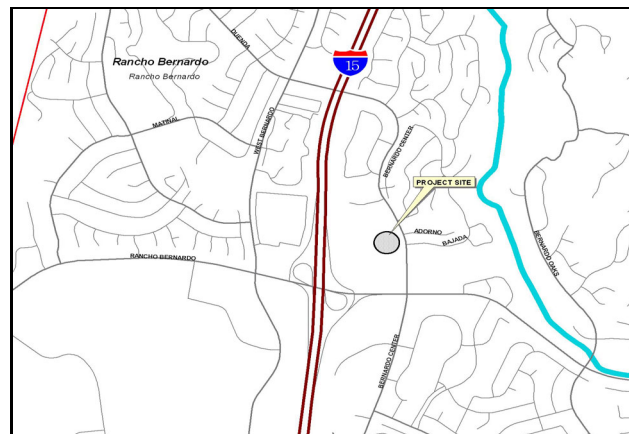 DUENDA
Rancho Bernardo
Rancho Bernardo
15
MATINAL
WEST BERNARDO
BERNARDO CENTER
PROJECT SITE
ADORNO
BAJADA
BERNARDO OAKS
RANCHO BERNARDO
BERNARDO CENTER